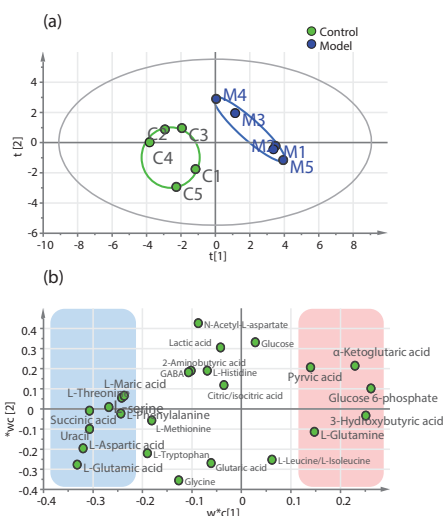 (a)
Control
Model
M4
M3
M2
M1
M5
C2
C3
C4
C1
C5
t [2]
4
2
0
-2
-4
-6
-10 -8 -6 -4 -2 0 2 4 6 8
t[1]
(b)
N-Acetyl-L-aspartate
Lactic acid
Glucose
2-Aminobutyric acid
GABA
L-Histidine
Citric/isocitric acid
α-Ketoglutaric acid
Pyrvic acid
Glucose 6-phosphate
3-Hydroxybutyric acid
L-Glutamine
L-Maric acid
L-Threonine
L-serine
L-Phenylalanine
Succinic acid
L-Methionine
Uracil
L-Aspartic acid
L-Tryptophan
L-Glutamic acid
Glutaric acid
L-Leucine/L-Isoleucine
Glycine
*wc [2]
0.4
0.3
0.2
0.1
0
-0.1
-0.2
-0.3
-0.4
-0.4 -0.3 -0.2 -0.1 0 0.1 0.2
w*c[1]